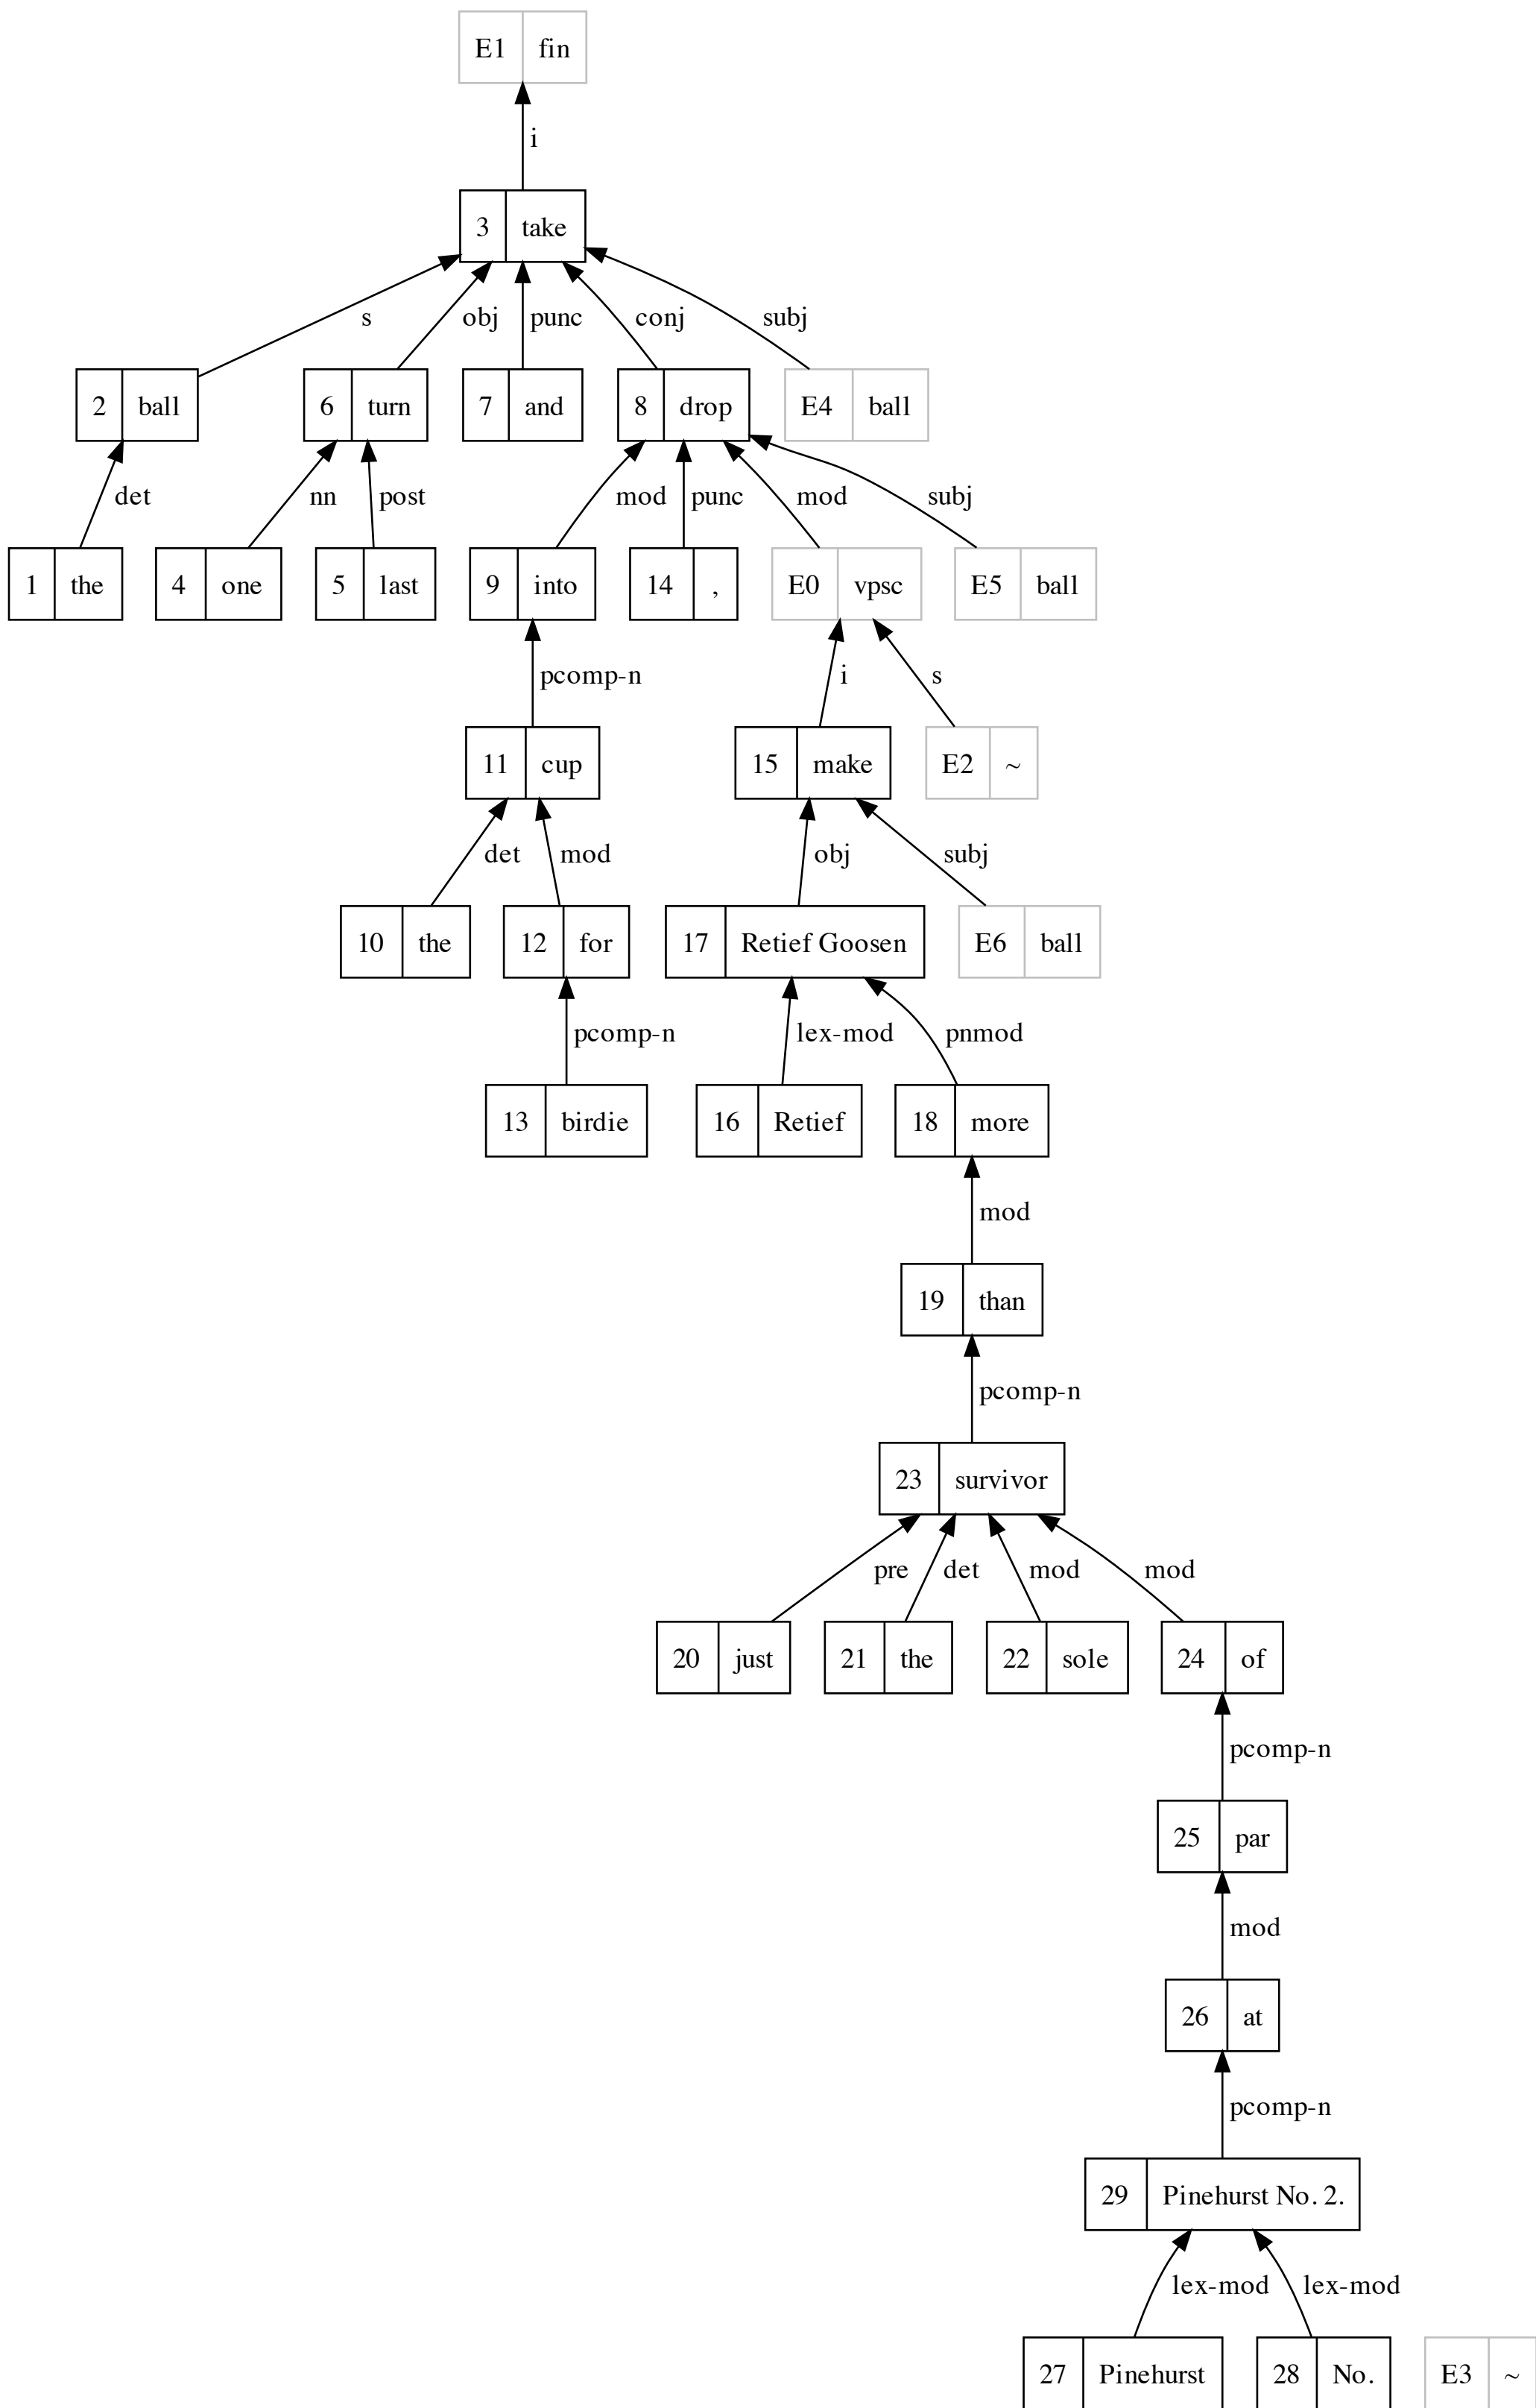 E1 fin
i
3 take
s obj punc conj subj
2 ball 6 turn 7 and 8 drop E4 ball
det nn post mod punc mod subj
1 the 4 one 5 last 9 into 14 , E0 vpsc E5 ball
pcomp-n i s
11 cup 15 make E2 ~
det mod obj subj
10 the 12 for 17 Retief Goosen E6 ball
pcomp-n lex-mod pnmod
13 birdie 16 Retief 18 more
mod
19 than
pcomp-n
23 survivor
pre det mod mod
20 just 21 the 22 sole 24 of
pcomp-n
25 par
mod
26 at
pcomp-n
29 Pinehurst No. 2.
lex-mod lex-mod
27 Pinehurst 28 No. E3 ~